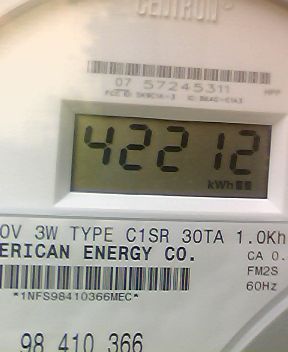 CENTRON
07 57245311
HPP
42212
kWh
0V 3W TYPE C1SR 30TA 1.0Kh
ERICAN ENERGY CO.
CA 0.
FM2S
60Hz
*1NFS98410366MEC*
98 410 366